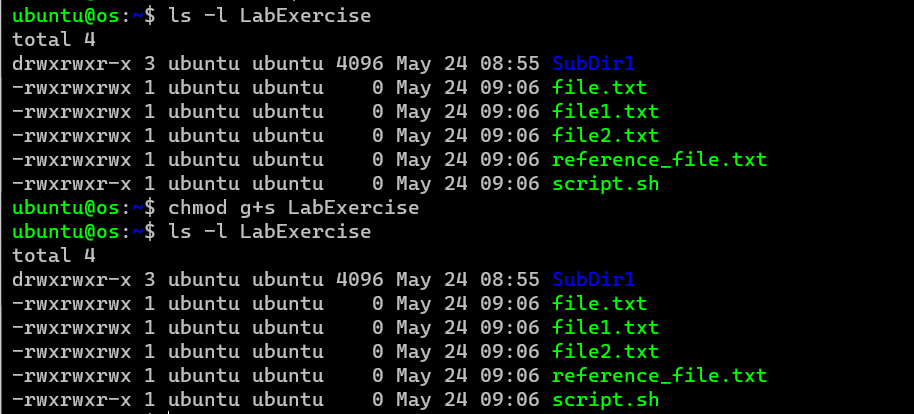 ubuntu@os:~$ ls -l LabExercise
total 4
drwxrwxr-x 3 ubuntu ubuntu 4096 May 24 08:55 SubDir1
-rwxrwxrwx 1 ubuntu ubuntu    0 May 24 09:06 file.txt
-rwxrwxrwx 1 ubuntu ubuntu    0 May 24 09:06 file1.txt
-rwxrwxrwx 1 ubuntu ubuntu    0 May 24 09:06 file2.txt
-rwxrwxrwx 1 ubuntu ubuntu    0 May 24 09:06 reference_file.txt
-rwxrwxr-x 1 ubuntu ubuntu    0 May 24 09:06 script.sh
ubuntu@os:~$ chmod g+s LabExercise
ubuntu@os:~$ ls -l LabExercise
total 4
drwxrwxr-x 3 ubuntu ubuntu 4096 May 24 08:55 SubDir1
-rwxrwxrwx 1 ubuntu ubuntu    0 May 24 09:06 file.txt
-rwxrwxrwx 1 ubuntu ubuntu    0 May 24 09:06 file1.txt
-rwxrwxrwx 1 ubuntu ubuntu    0 May 24 09:06 file2.txt
-rwxrwxrwx 1 ubuntu ubuntu    0 May 24 09:06 reference_file.txt
-rwxrwxr-x 1 ubuntu ubuntu    0 May 24 09:06 script.sh